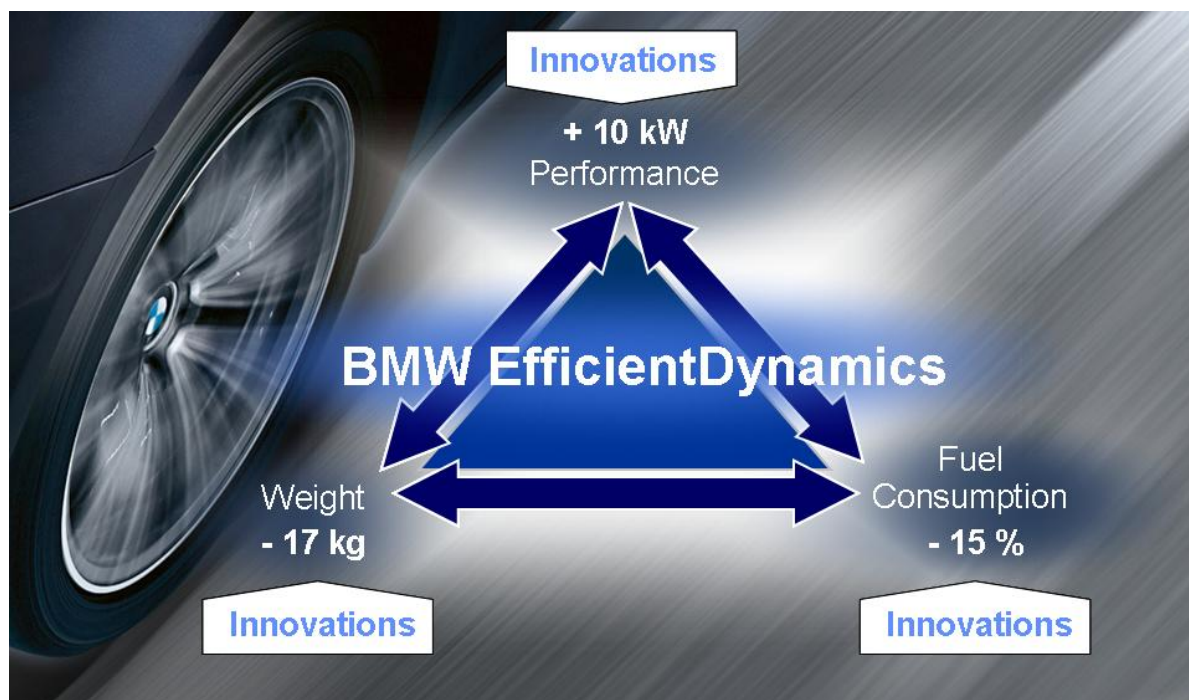 Innovations
+ 10 kW
Performance
BMW EfficientDynamics
Weight
- 17 kg
Fuel
Consumption
- 15 %
Innovations
Innovations